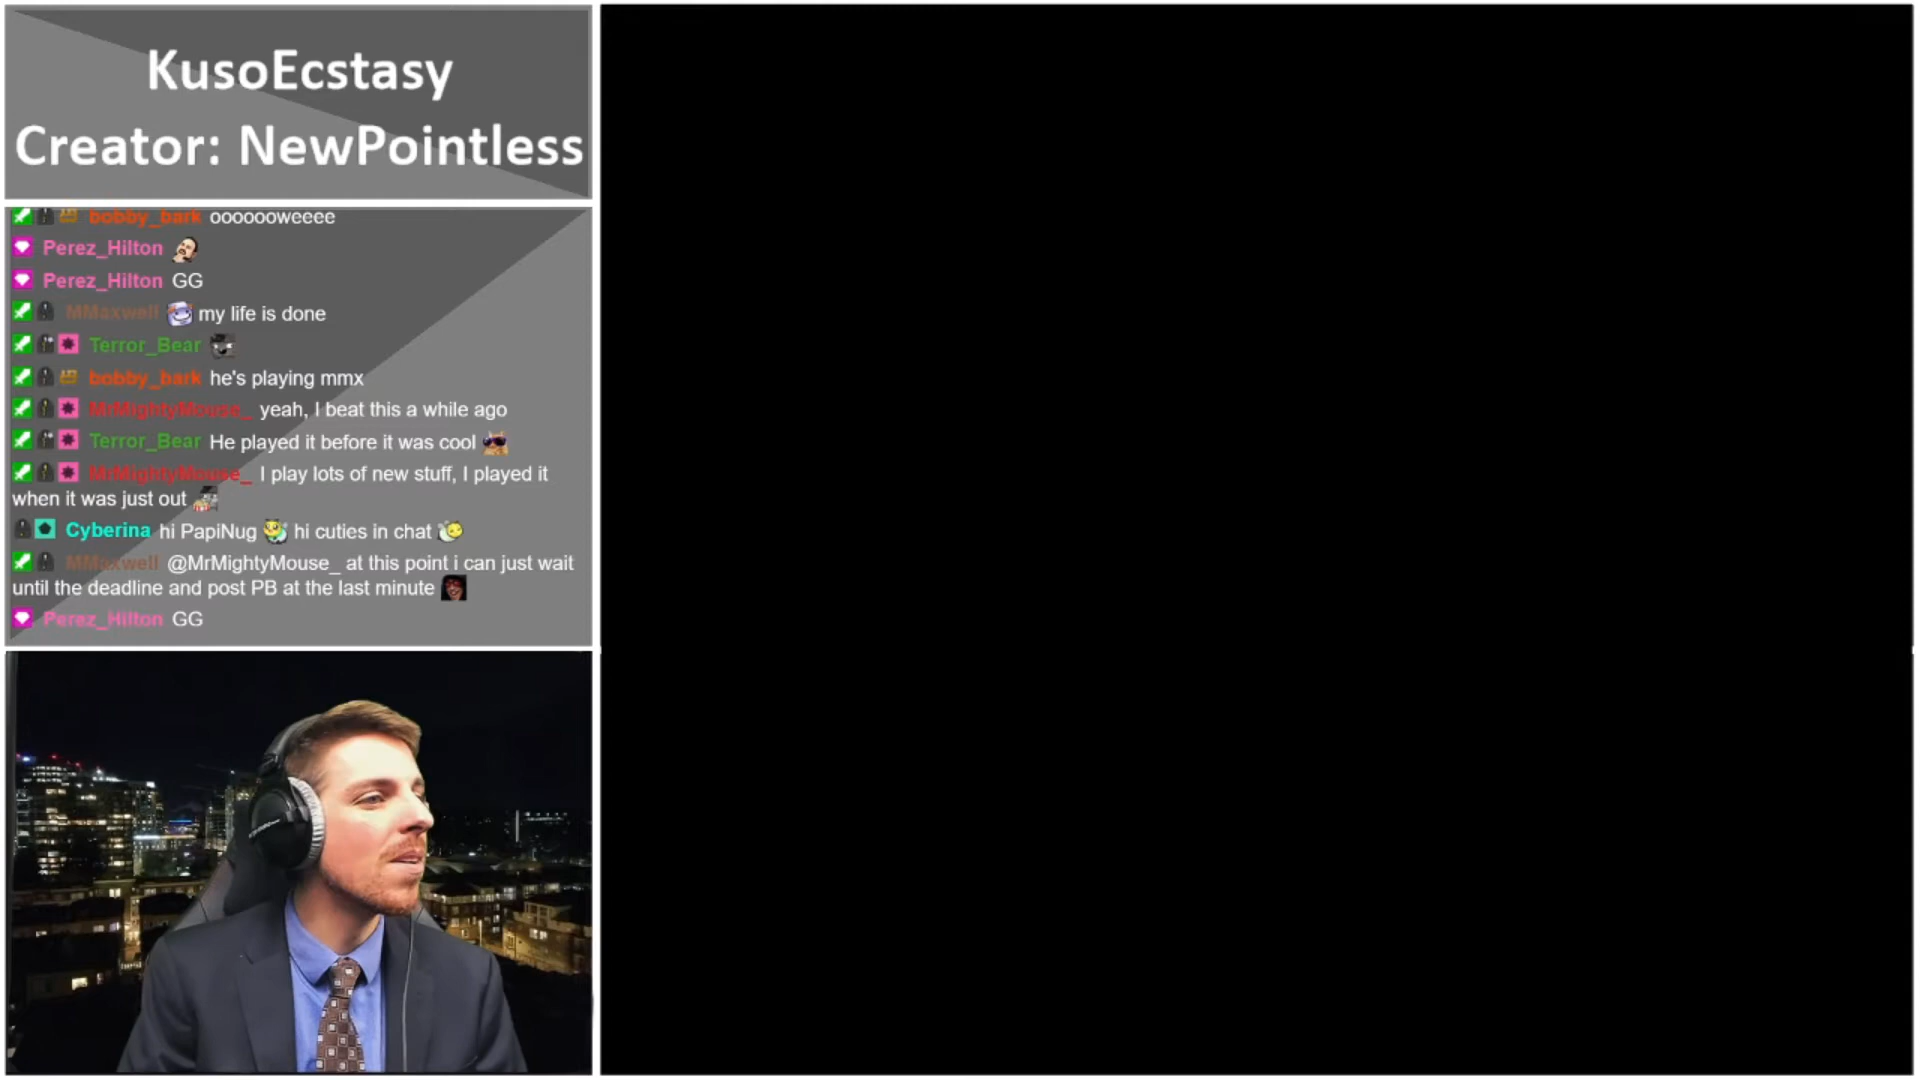 KusoEcstasy
Creator: NewPointless
bobby_bark ooooooweeee
Perez_Hilton
Perez_Hilton GG
MMaxwell my life is done
Terror_Bear
bobby_bark he's playing mmx
MrMightyMouse_ yeah, I beat this a while ago
Terror_Bear He played it before it was cool
MrMightyMouse_ I play lots of new stuff, I played it
when it was just out
Cyberina hi PapiNug hi cuties in chat
MMaxwell @MrMightyMouse_ at this point i can just wait
until the deadline and post PB at the last minute
Perez_Hilton GG